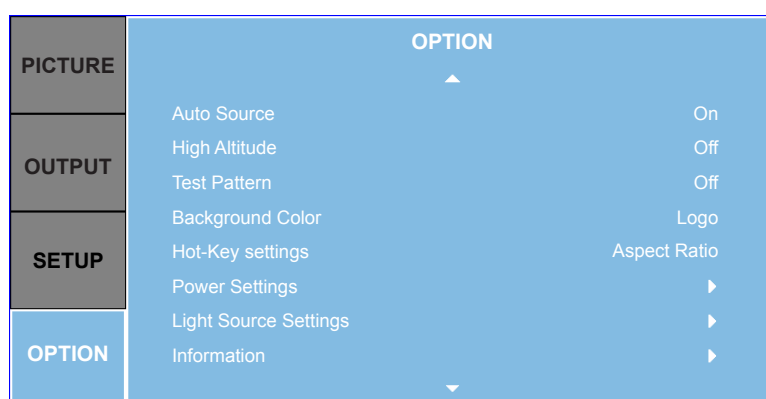 PICTURE
OUTPUT
SETUP
OPTION
OPTION
Auto Source On
High Altitude Off
Test Pattern Off
Background Color Logo
Hot-Key settings Aspect Ratio
Power Settings
Light Source Settings
Information